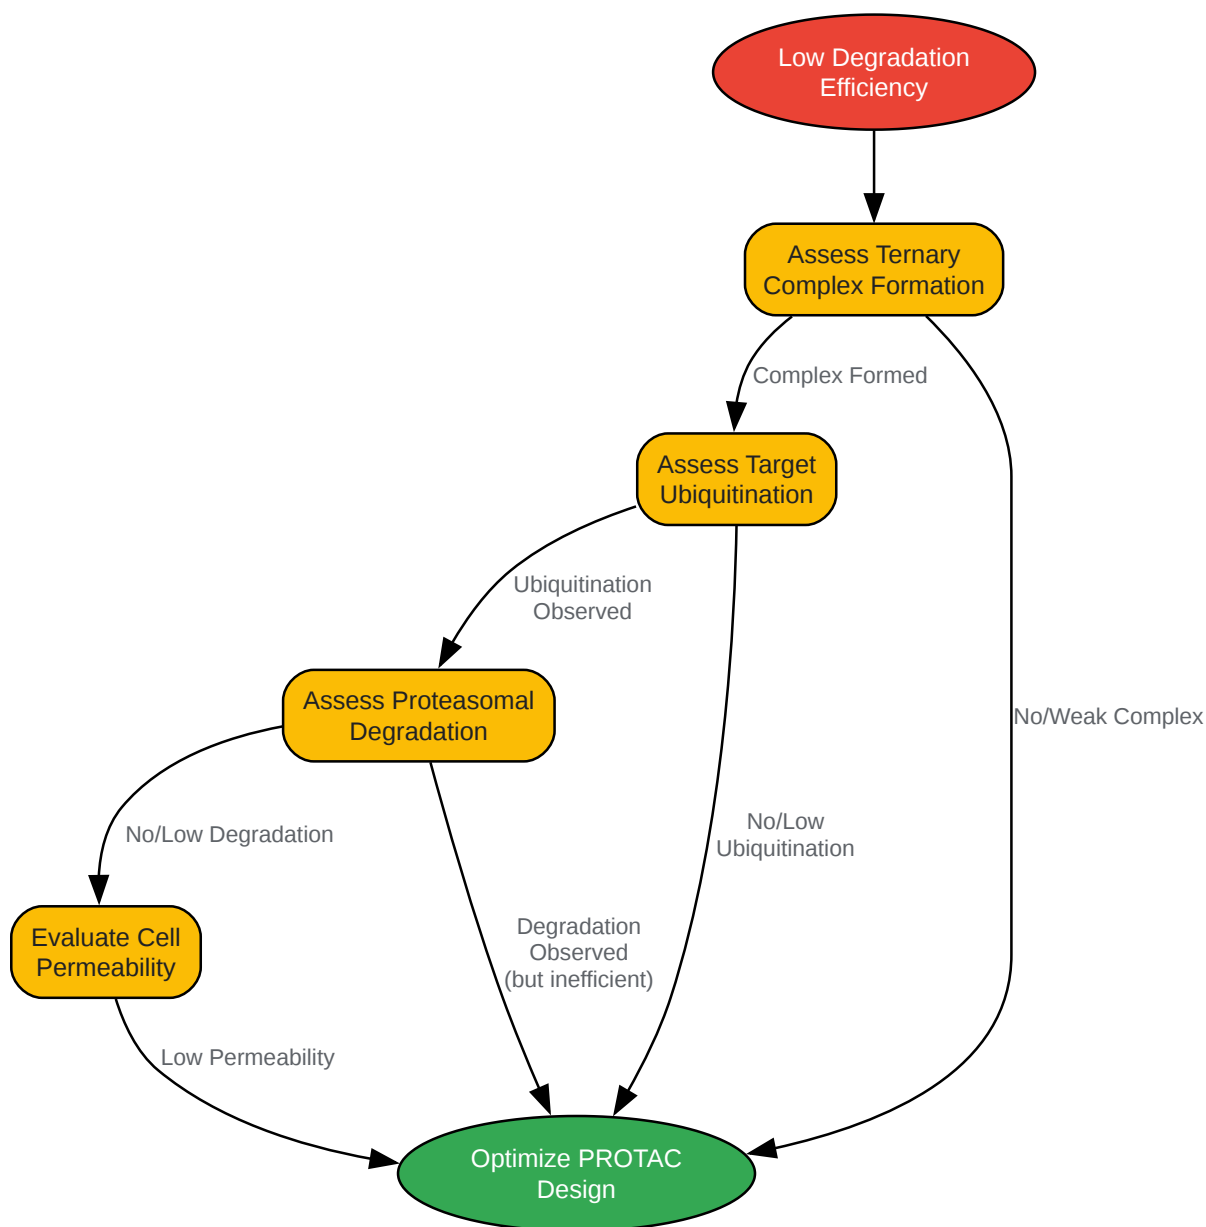 Low Degradation
Efficiency
Assess Ternary
Complex Formation
Complex Formed
Assess Target
Ubiquitination
Ubiquitination
Observed
Assess Proteasomal
Degradation
No/Weak Complex
No/Low Degradation
No/Low
Ubiquitination
Evaluate Cell
Permeability
Degradation
Observed
(but inefficient)
Low Permeability
Optimize PROTAC
Design